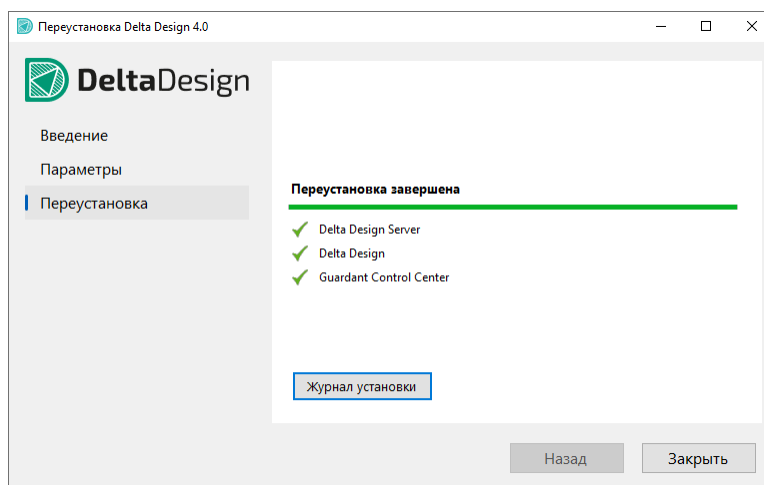 Переустановка Delta Design 4.0
DeltaDesign
Введение
Параметры
Переустановка
Переустановка завершена
Delta Design Server
Delta Design
Guardant Control Center
Журнал установки
Назад
Закрыть